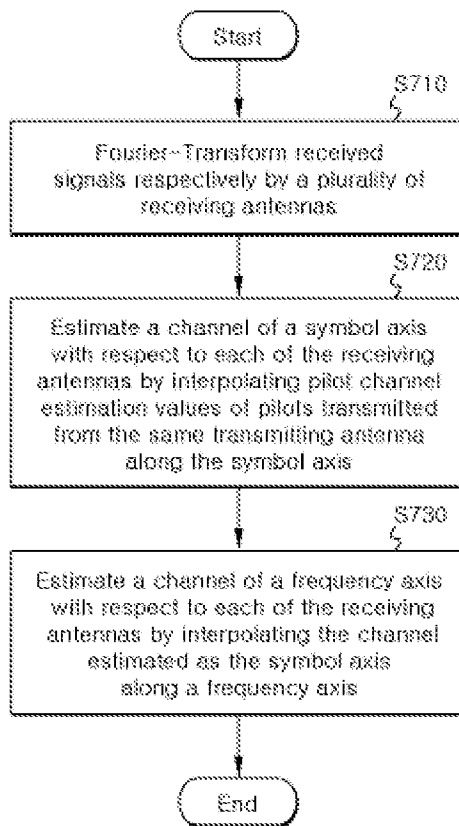 Start
S710
Fourier-Transform received
signals respectively by a plurality of
receiving antennas
S720
Estimate a channel of a symbol axis
with respect to each of the receiving
antennas by interpolating pilot channel
estimation values of pilots transmitted
from the same transmitting antenna
along the symbol axis
S730
Estimate a channel of a frequency axis
with respect to each of the receiving
antennas by interpolating the channel
estimated as the symbol axis
along a frequency axis
End